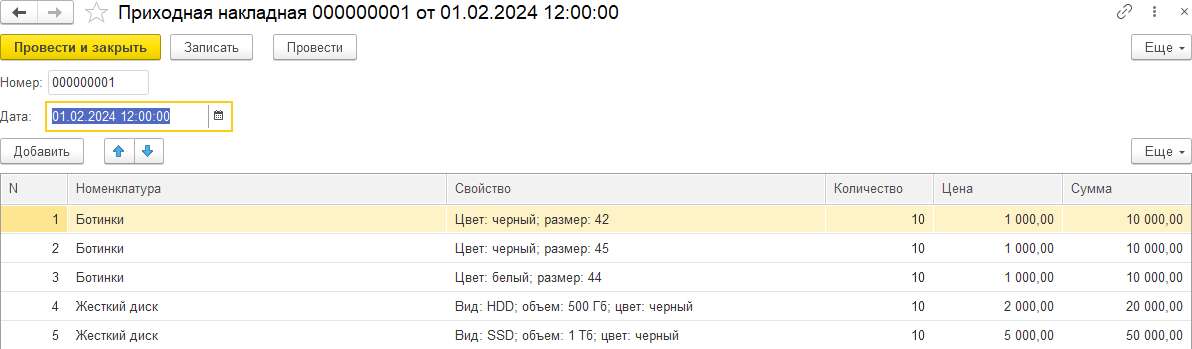 Приходная накладная 000000001 от 01.02.2024 12:00:00
Провести и закрыть Записать Провести Еще
Номер: 000000001
Дата: 01.02.2024 12:00:00
Добавить Еще
N Номенклатура Свойство Количество Цена Сумма
1 Ботинки Цвет: черный; размер: 42 10 1 000,00 10 000,00
2 Ботинки Цвет: черный; размер: 45 10 1 000,00 10 000,00
3 Ботинки Цвет: белый; размер: 44 10 1 000,00 10 000,00
4 Жесткий диск Вид: HDD; объем: 500 Гб; цвет: черный 10 2 000,00 20 000,00
5 Жесткий диск Вид: SSD; объем: 1 Тб; цвет: черный 10 5 000,00 50 000,00